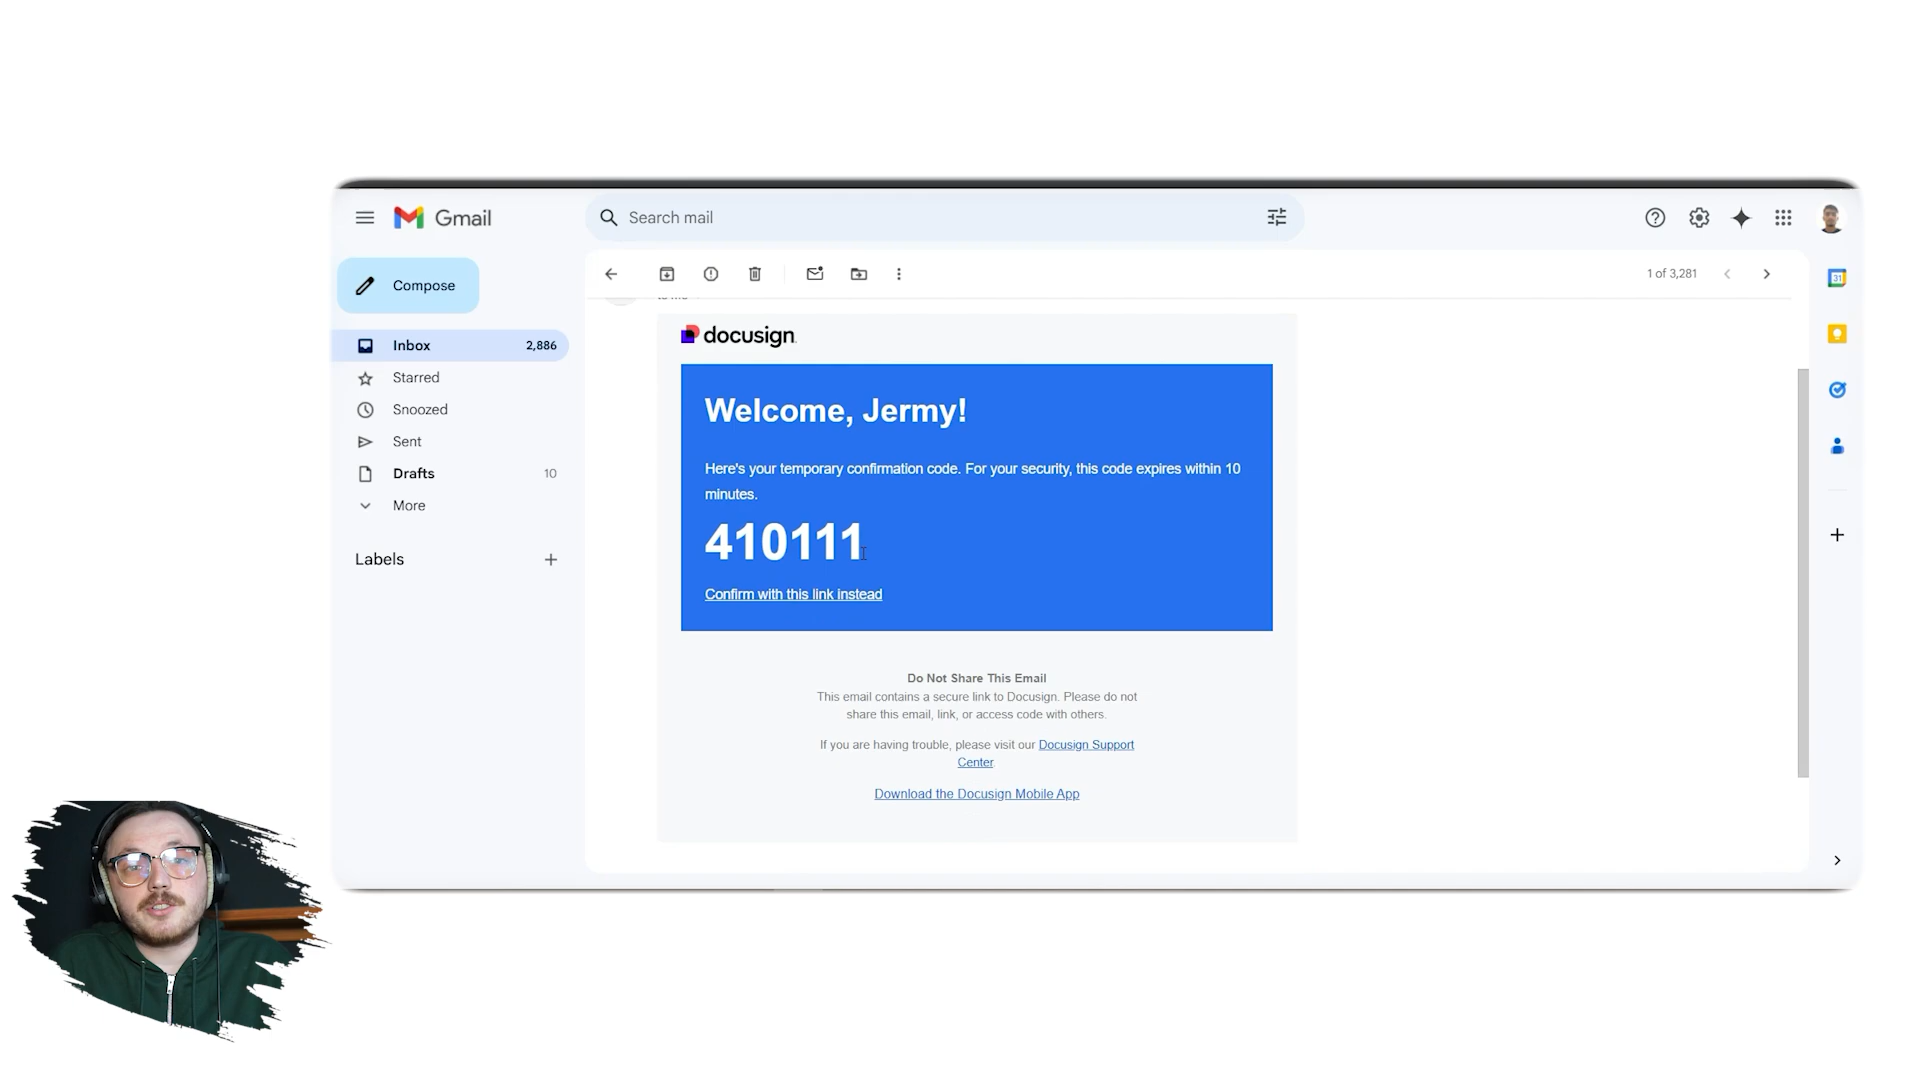 Gmail
Search mail
Compose
1 of 3,281
31
Inbox 2,886
Starred
Snoozed
Sent
Drafts 10
More
Labels
docusign
Welcome, Jermy!
Here's your temporary confirmation code. For your security, this code expires within 10
minutes.
410111
Confirm with this link instead
Do Not Share This Email
This email contains a secure link to Docusign. Please do not
share this email, link, or access code with others.
If you are having trouble, please visit our Docusign Support
Center.
Download the Docusign Mobile App